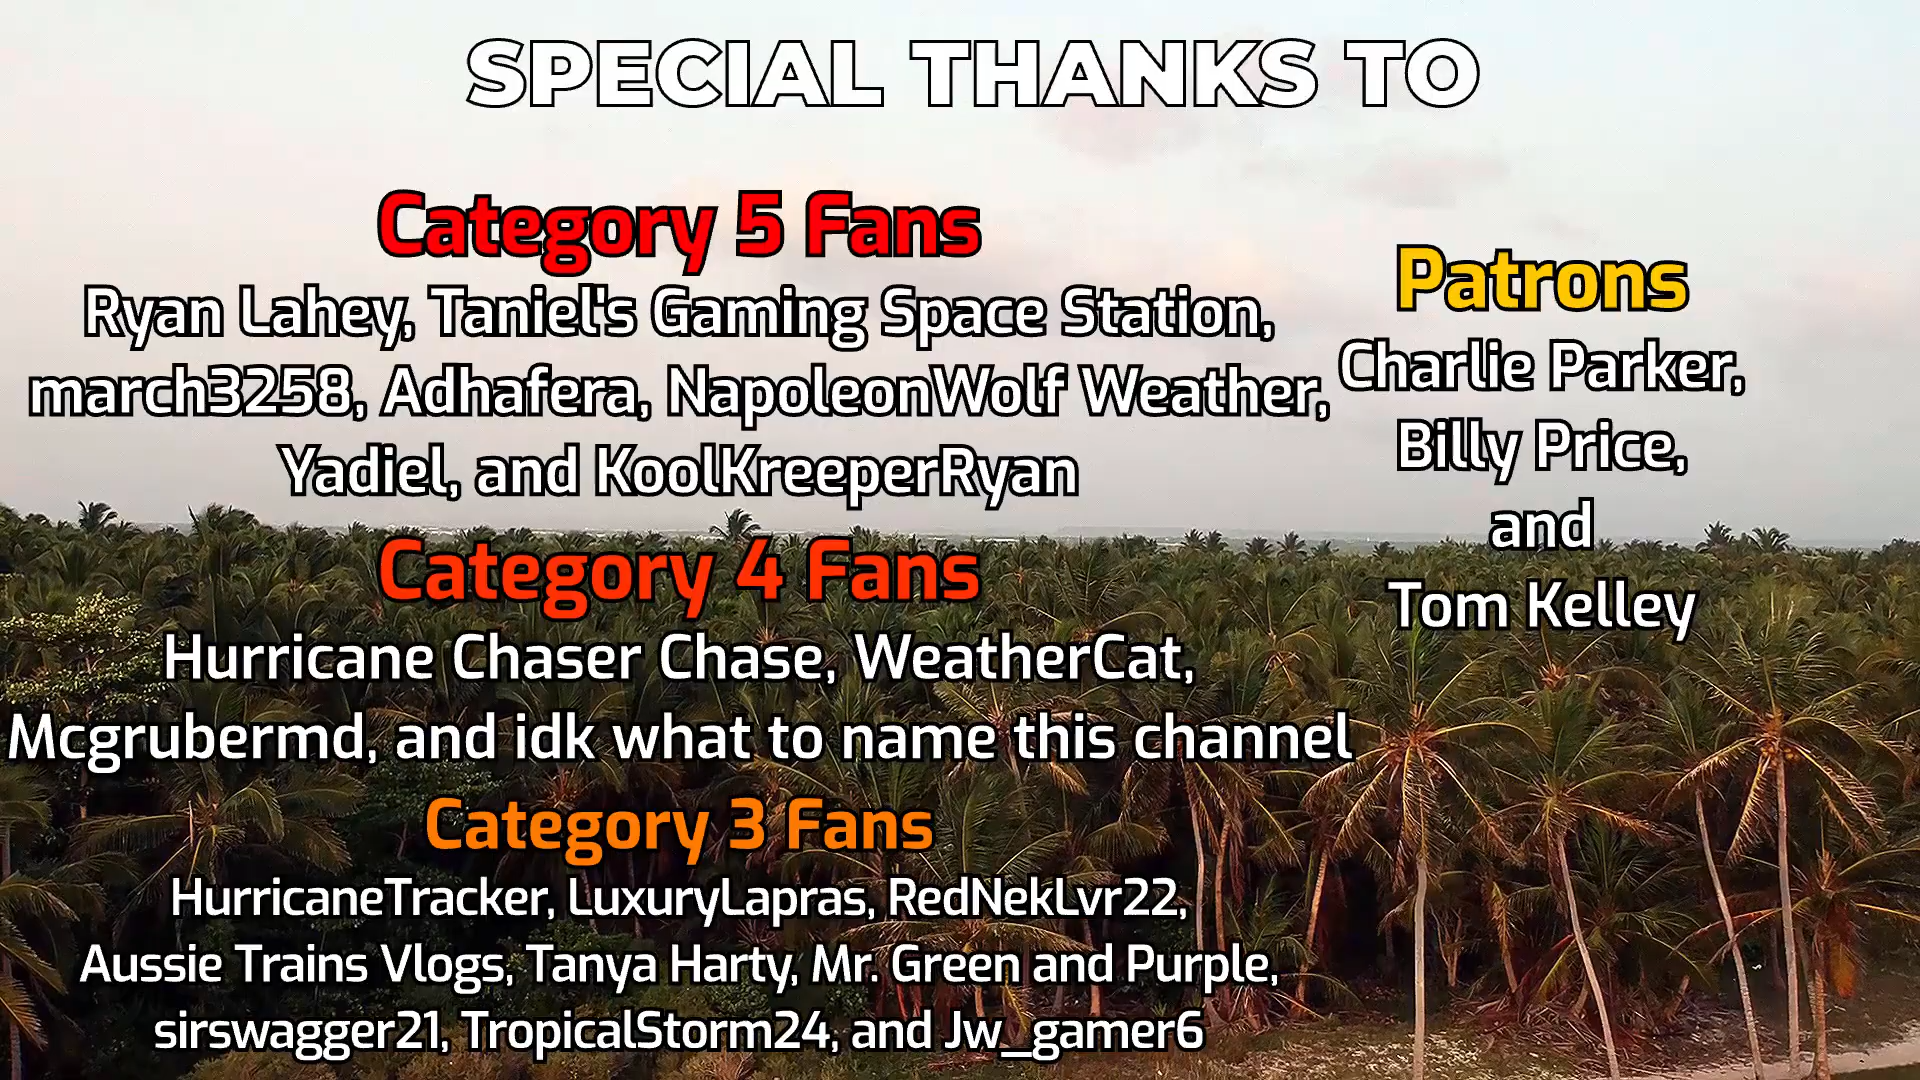 SPECIAL THANKS TO
Category 5 Fans
Ryan Lahey, Taniel's Gaming Space Station,
march3258, Adhafera, NapoleonWolf Weather,
Yadiel, and KoolKreeperRyan
Category 4 Fans
Hurricane Chaser Chase, WeatherCat,
Mcgrubermd, and idk what to name this channel
Category 3 Fans
HurricaneTracker, LuxuryLapras, RedNekLvr22,
Aussie Trains Vlogs, Tanya Harty, Mr. Green and Purple,
sirswagger21, TropicalStorm24, and Jw_gamer6
Patrons
Charlie Parker,
Billy Price,
and
Tom Kelley